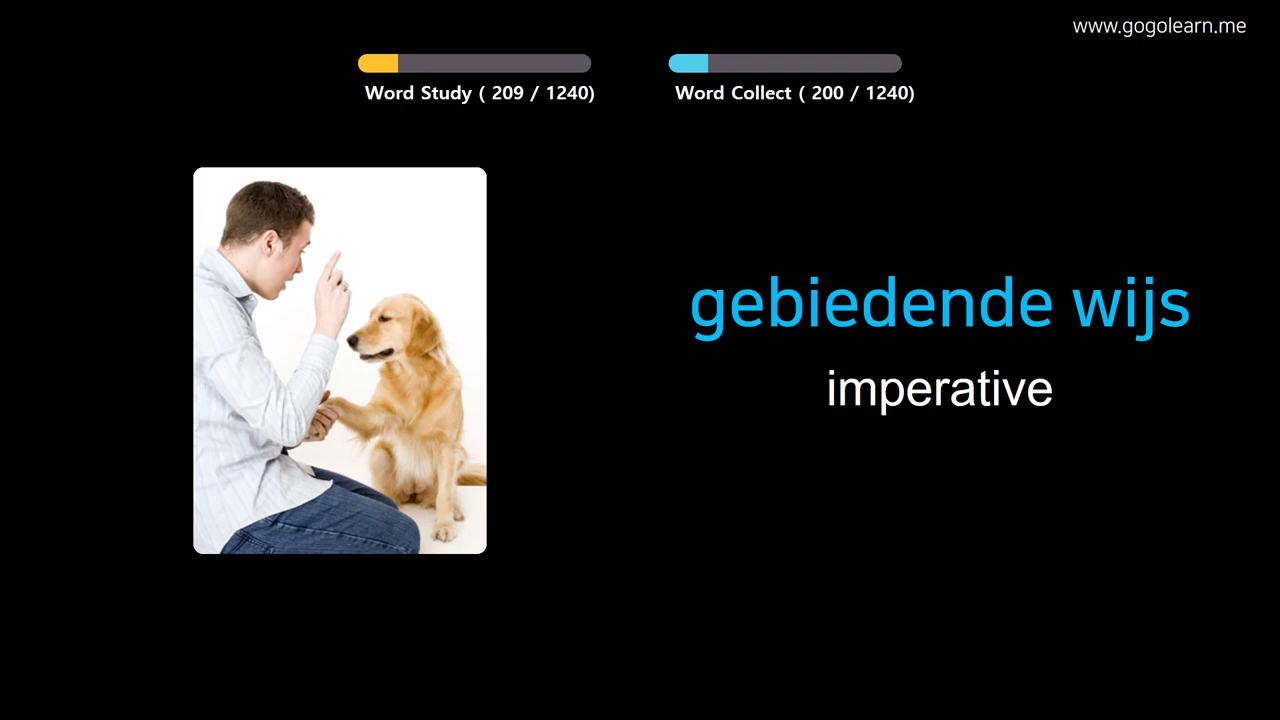 www.gogolearn.me
Word Study ( 209 / 1240)
Word Collect ( 200 / 1240)
gebiedende wijs
imperative